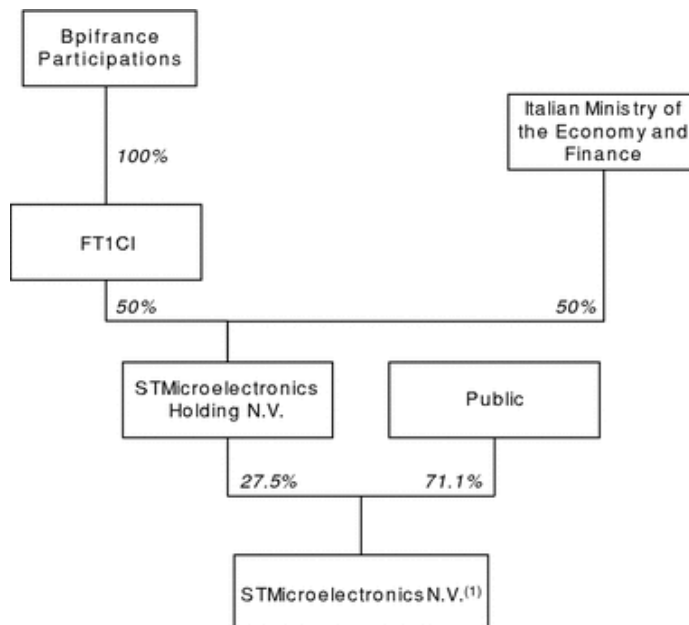 Bpifrance
Participations
Italian Ministry of
the Economy and
Finance
100%
FT1CI
50%
50%
STMicroelectronics
Holding N.V.
Public
27.5%
71.1%
STMicroelectronics N.V.(1)